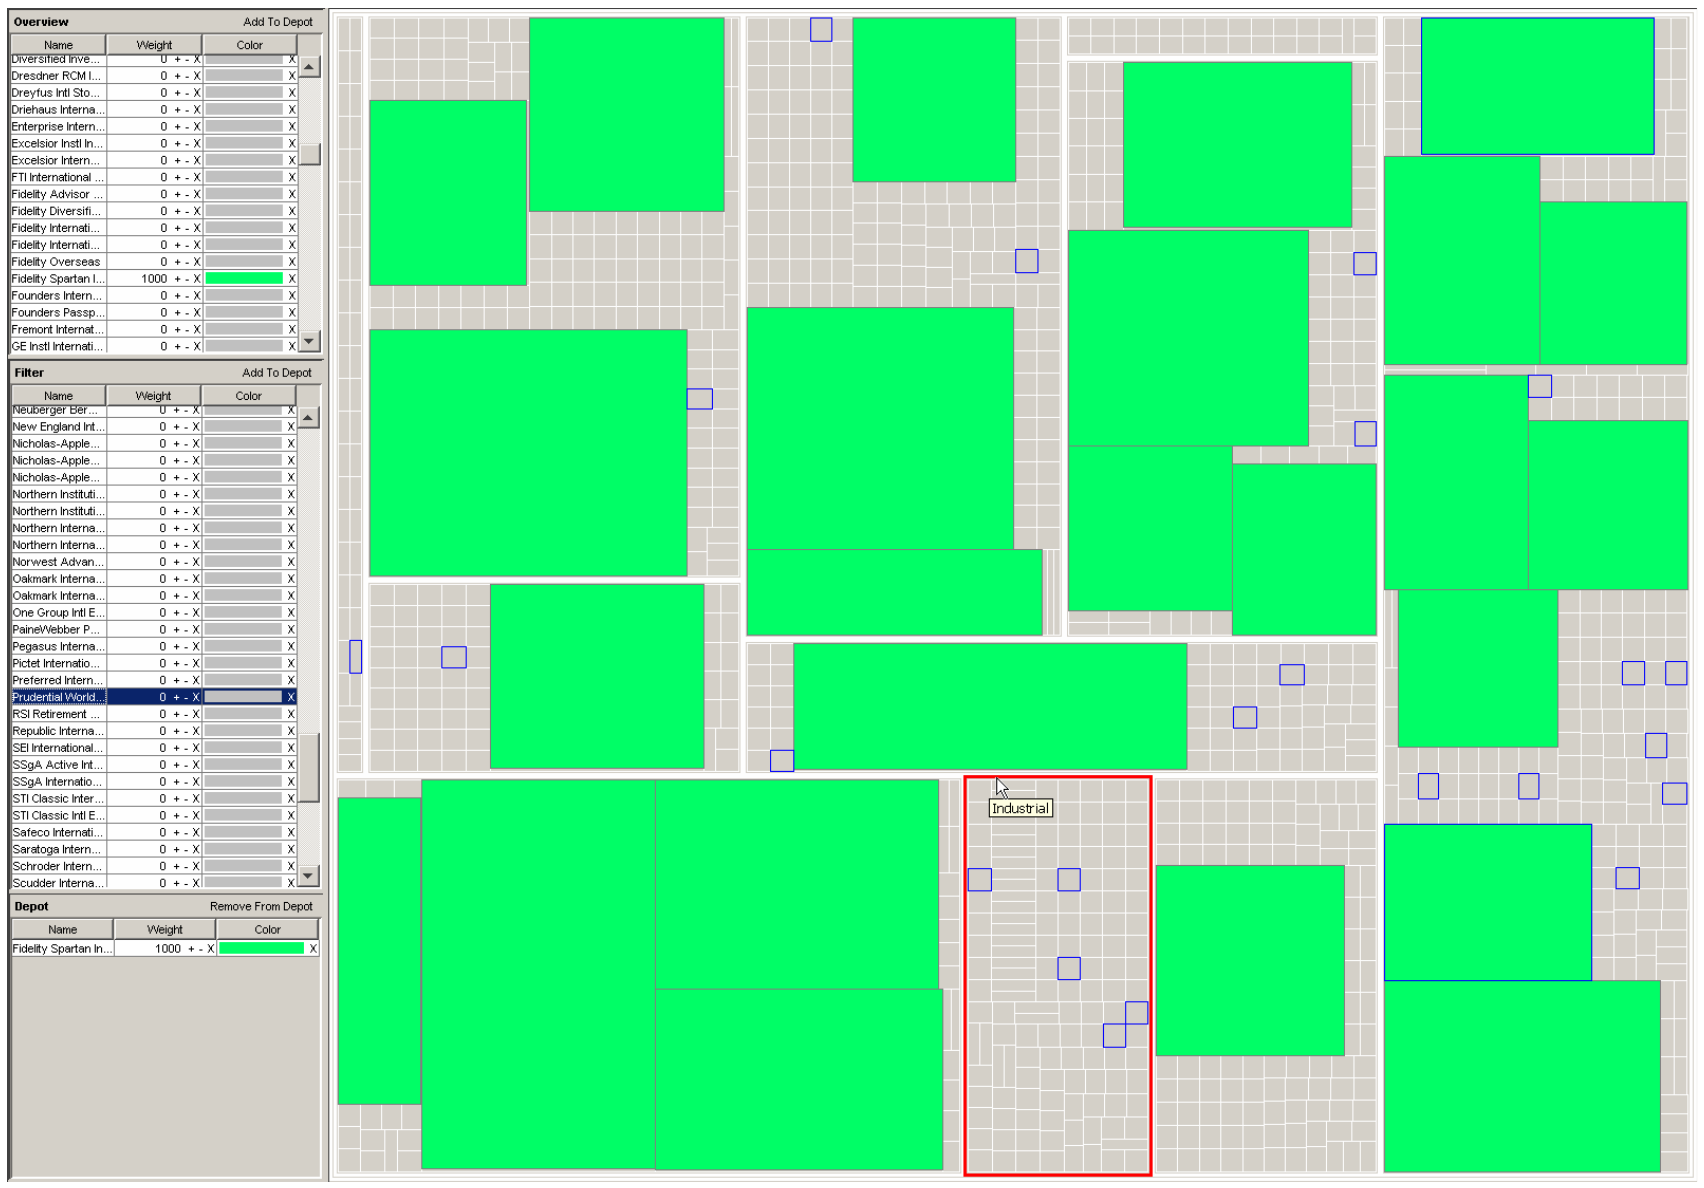 Overview Add To Depot
Name Weight Color
Diversified Inve... 0 + - X X
Dresdner RCM I... 0 + - X X
Dreyfus Intl Sto... 0 + - X X
Driehaus Interna... 0 + - X X
Enterprise Intern... 0 + - X X
Excelsior Instl In... 0 + - X X
Excelsior Intern... 0 + - X X
FTI International ... 0 + - X X
Fidelity Advisor ... 0 + - X X
Fidelity Diversifi... 0 + - X X
Fidelity Internati... 0 + - X X
Fidelity Internati... 0 + - X X
Fidelity Overseas 0 + - X X
Fidelity Spartan I... 1000 + - X X
Founders Intern... 0 + - X X
Founders Passp... 0 + - X X
Fremont Internat... 0 + - X X
GE Instl Internati... 0 + - X X
Filter Add To Depot
Name Weight Color
Neuberger Ber... 0 + - X X
New England Int... 0 + - X X
Nicholas-Apple... 0 + - X X
Nicholas-Apple... 0 + - X X
Nicholas-Apple... 0 + - X X
Northern Instituti... 0 + - X X
Northern Instituti... 0 + - X X
Northern Interna... 0 + - X X
Northern Interna... 0 + - X X
Norwest Advan... 0 + - X X
Oakmark Interna... 0 + - X X
Oakmark Interna... 0 + - X X
One Group Intl E... 0 + - X X
PaineWebber P... 0 + - X X
Pegasus Interna... 0 + - X X
Pictet Internatio... 0 + - X X
Preferred Intern... 0 + - X X
Prudential World... 0 + - X X
RSI Retirement ... 0 + - X X
Republic Interna... 0 + - X X
SEI International... 0 + - X X
SSgA Active Int... 0 + - X X
SSgA Internatio... 0 + - X X
STI Classic Inter... 0 + - X X
STI Classic Intl E... 0 + - X X
Safeco Internati... 0 + - X X
Saratoga Intern... 0 + - X X
Schroder Intern... 0 + - X X
Scudder Interna... 0 + - X X
Depot Remove From Depot
Name Weight Color
Fidelity Spartan In... 1000 + - X X
Industrial